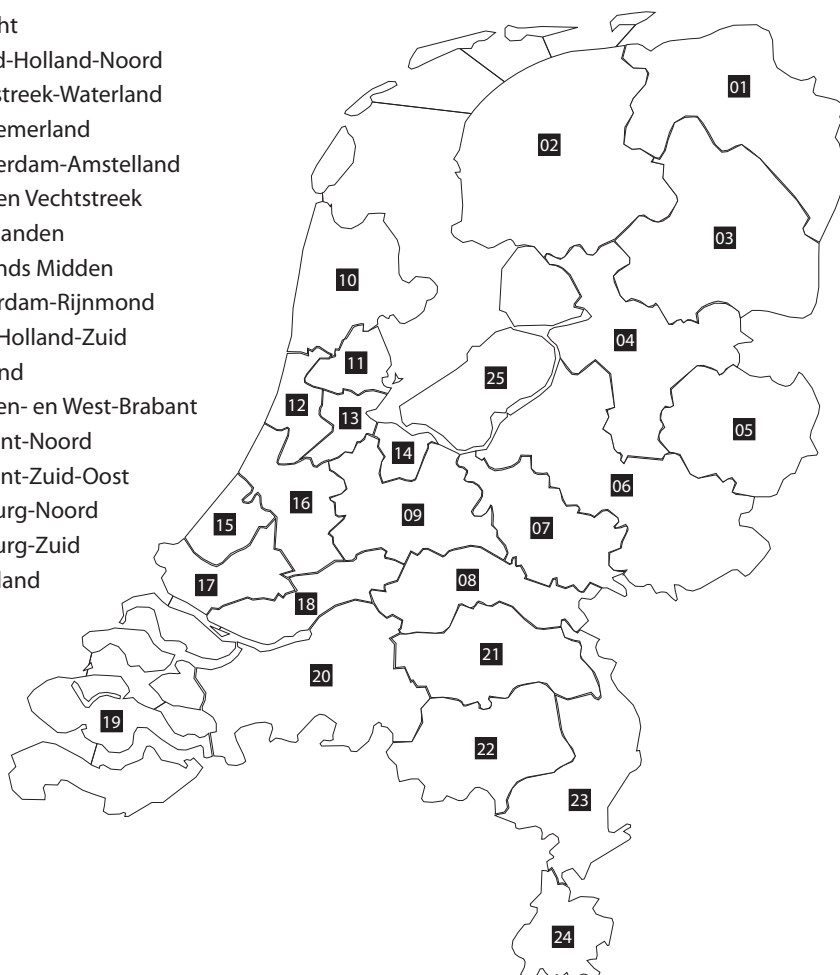 ht
d-Holland-Noord
streek-Waterland
emerland
erdam-Amstelland
en Vechtstreek
anden
nds Midden
rdam-Rijnmond
Holland-Zuid
nd
en- en West-Brabant
nt-Noord
nt-Zuid-Oost
urg-Noord
urg-Zuid
land
01
02
03
10
04
11
25
12
13
05
14
06
16
09
15
07
17
08
18
21
20
19
22
23
24